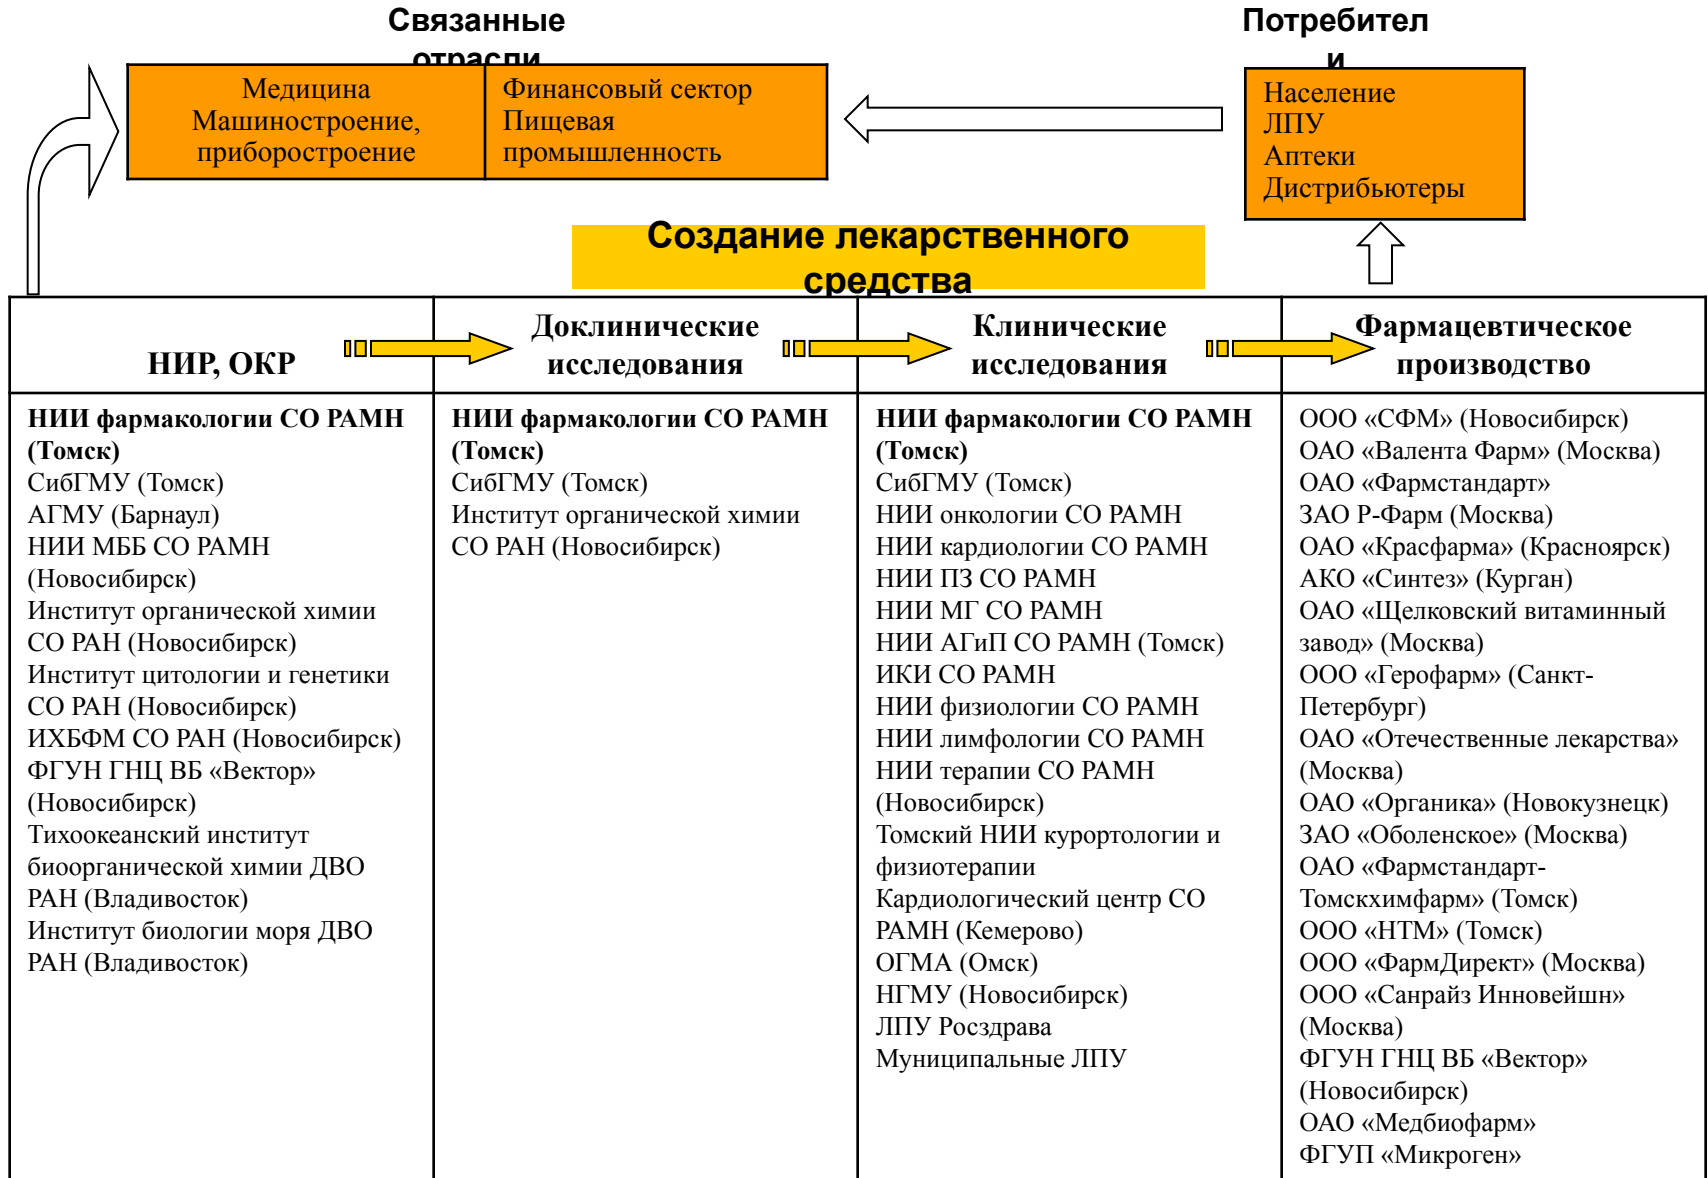 Связанные
отрасли
Потребител
и
Медицина
Машиностроение,
приборостроение
Финансовый сектор
Пищевая
промышленность
Население
ЛПУ
Аптеки
Дистрибьютеры
Создание лекарственного
средства
НИР, ОКР
Доклинические
исследования
Клинические
исследования
Фармацевтическое
производство
НИИ фармакологии СО РАМН
(Томск)
СибГМУ (Томск)
АГМУ (Барнаул)
НИИ МББ СО РАМН
(Новосибирск)
Институт органической химии
СО РАН (Новосибирск)
Институт цитологии и генетики
СО РАН (Новосибирск)
ИХБФМ СО РАН (Новосибирск)
ФГУН ГНЦ ВБ «Вектор»
(Новосибирск)
Тихоокеанский институт
биоорганической химии ДВО
РАН (Владивосток)
Институт биологии моря ДВО
РАН (Владивосток)
НИИ фармакологии СО РАМН
(Томск)
СибГМУ (Томск)
Институт органической химии
СО РАН (Новосибирск)
НИИ фармакологии СО РАМН
(Томск)
СибГМУ (Томск)
НИИ онкологии СО РАМН
НИИ кардиологии СО РАМН
НИИ ПЗ СО РАМН
НИИ МГ СО РАМН
НИИ АГиП СО РАМН (Томск)
ИКИ СО РАМН
НИИ физиологии СО РАМН
НИИ лимфологии СО РАМН
НИИ терапии СО РАМН
(Новосибирск)
Томский НИИ курортологии и
физиотерапии
Кардиологический центр СО
РАМН (Кемерово)
ОГМА (Омск)
НГМУ (Новосибирск)
ЛПУ Росздрава
Муниципальные ЛПУ
ООО «СФМ» (Новосибирск)
ОАО «Валента Фарм» (Москва)
ОАО «Фармстандарт»
ЗАО Р-Фарм (Москва)
ОАО «Красфарма» (Красноярск)
АКО «Синтез» (Курган)
ОАО «Щелковский витаминный
завод» (Москва)
ООО «Герофарм» (Санкт-
Петербург)
ОАО «Отечественные лекарства»
(Москва)
ОАО «Органика» (Новокузнецк)
ЗАО «Оболенское» (Москва)
ОАО «Фармстандарт-
Томскхимфарм» (Томск)
ООО «НТМ» (Томск)
ООО «ФармДирект» (Москва)
ООО «Санрайз Инновейшн»
(Москва)
ФГУН ГНЦ ВБ «Вектор»
(Новосибирск)
ОАО «Медбиофарм»
ФГУП «Микроген»